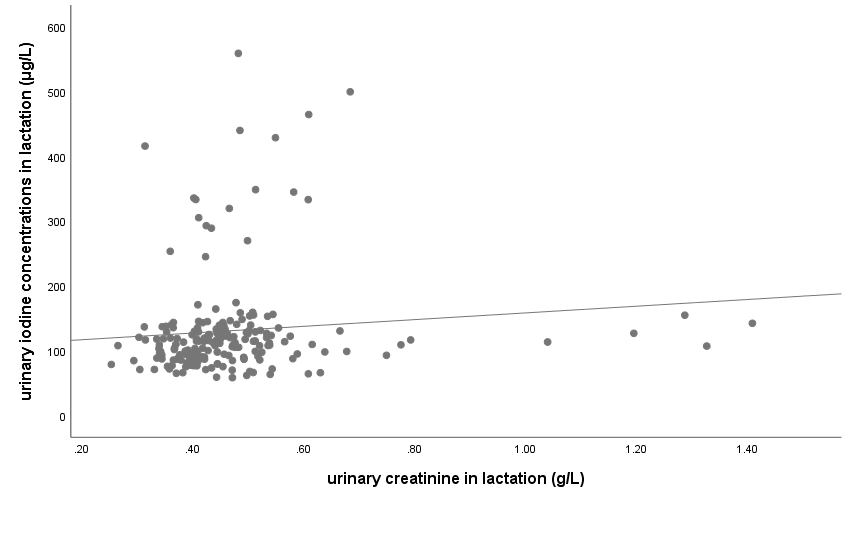 600
500
400
300
200
100
0
urinary iodine concentrations in lactation (µg/L)
.20 .40 .60 .80 1.00 1.20 1.40
urinary creatinine in lactation (g/L)